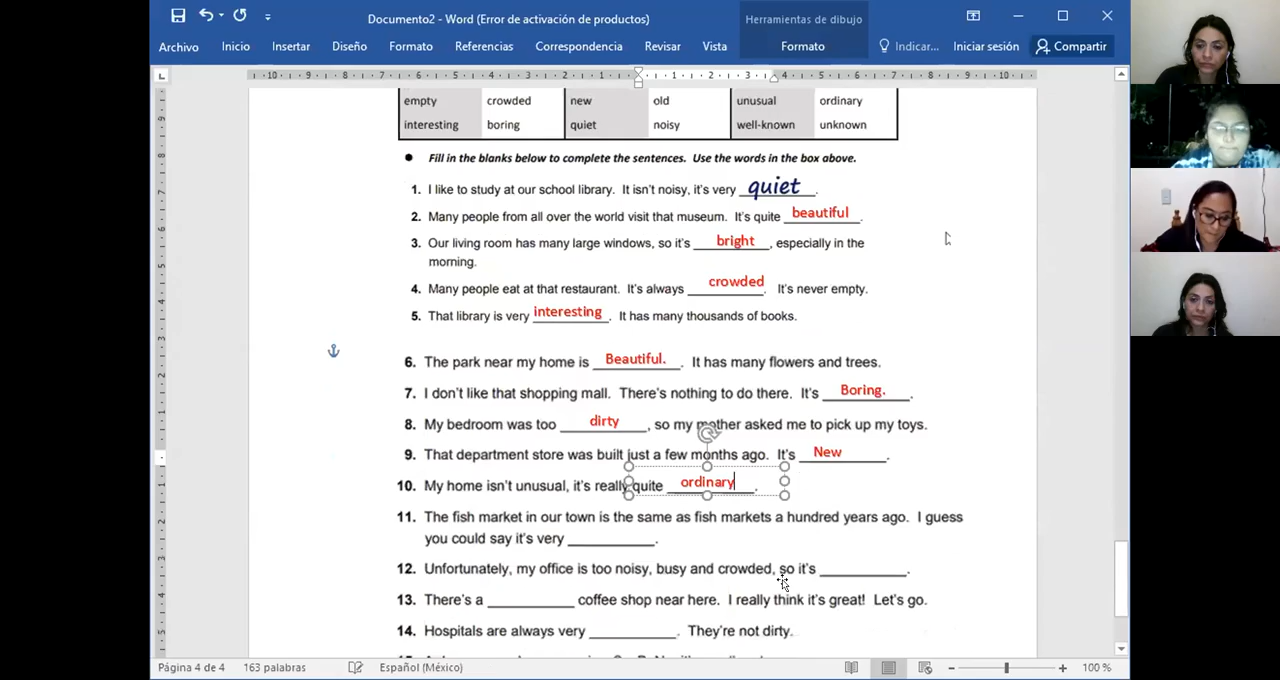 Documento2 - Word (Error de activación de productos)
Herramientas de dibujo
Archivo Inicio Insertar Diseño Formato Referencias Correspondencia Revisar Vista Formato Indicar... Iniciar sesión Compartir
empty crowded new old unusual ordinary
interesting boring quiet noisy well-known unknown
● Fill in the blanks below to complete the sentences. Use the words in the box above.
1. I like to study at our school library. It isn't noisy, it's very quiet.
2. Many people from all over the world visit that museum. It's quite beautiful.
3. Our living room has many large windows, so it's bright, especially in the
morning.
4. Many people eat at that restaurant. It's always crowded. It's never empty.
5. That library is very interesting. It has many thousands of books.
6. The park near my home is Beautiful.. It has many flowers and trees.
7. I don't like that shopping mall. There's nothing to do there. It's Boring..
8. My bedroom was too dirty, so my mother asked me to pick up my toys.
9. That department store was built just a few months ago. It's New.
10. My home isn't unusual, it's really quite ordinary.
11. The fish market in our town is the same as fish markets a hundred years ago. I guess
you could say it's very ____________.
12. Unfortunately, my office is too noisy, busy and crowded, so it's ____________.
13. There's a ____________ coffee shop near here. I really think it's great! Let's go.
14. Hospitals are always very ____________. They're not dirty.
Página 4 de 4 163 palabras Español (México) 100 %